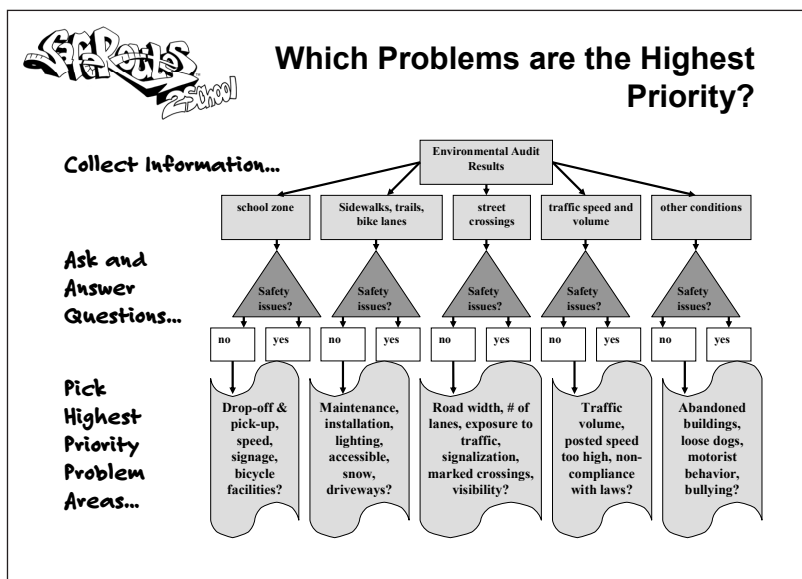 SafeRoutes
2School
Which Problems are the Highest
Priority?
Collect Information...
Environmental Audit
Results
school zone
Sidewalks, trails,
bike lanes
street
crossings
traffic speed and
volume
other conditions
Ask and
Answer
Questions...
Safety
issues?
Safety
issues?
Safety
issues?
Safety
issues?
Safety
issues?
no
yes
no
yes
no
yes
no
yes
no
yes
Pick
Highest
Priority
Problem
Areas...
Drop-off &
pick-up,
speed,
signage,
bicycle
facilities?
Maintenance,
installation,
lighting,
accessible,
snow,
driveways?
Road width, # of
lanes, exposure to
traffic,
signalization,
marked crossings,
visibility?
Traffic
volume,
posted speed
too high, non-
compliance
with laws?
Abandoned
buildings,
loose dogs,
motorist
behavior,
bullying?